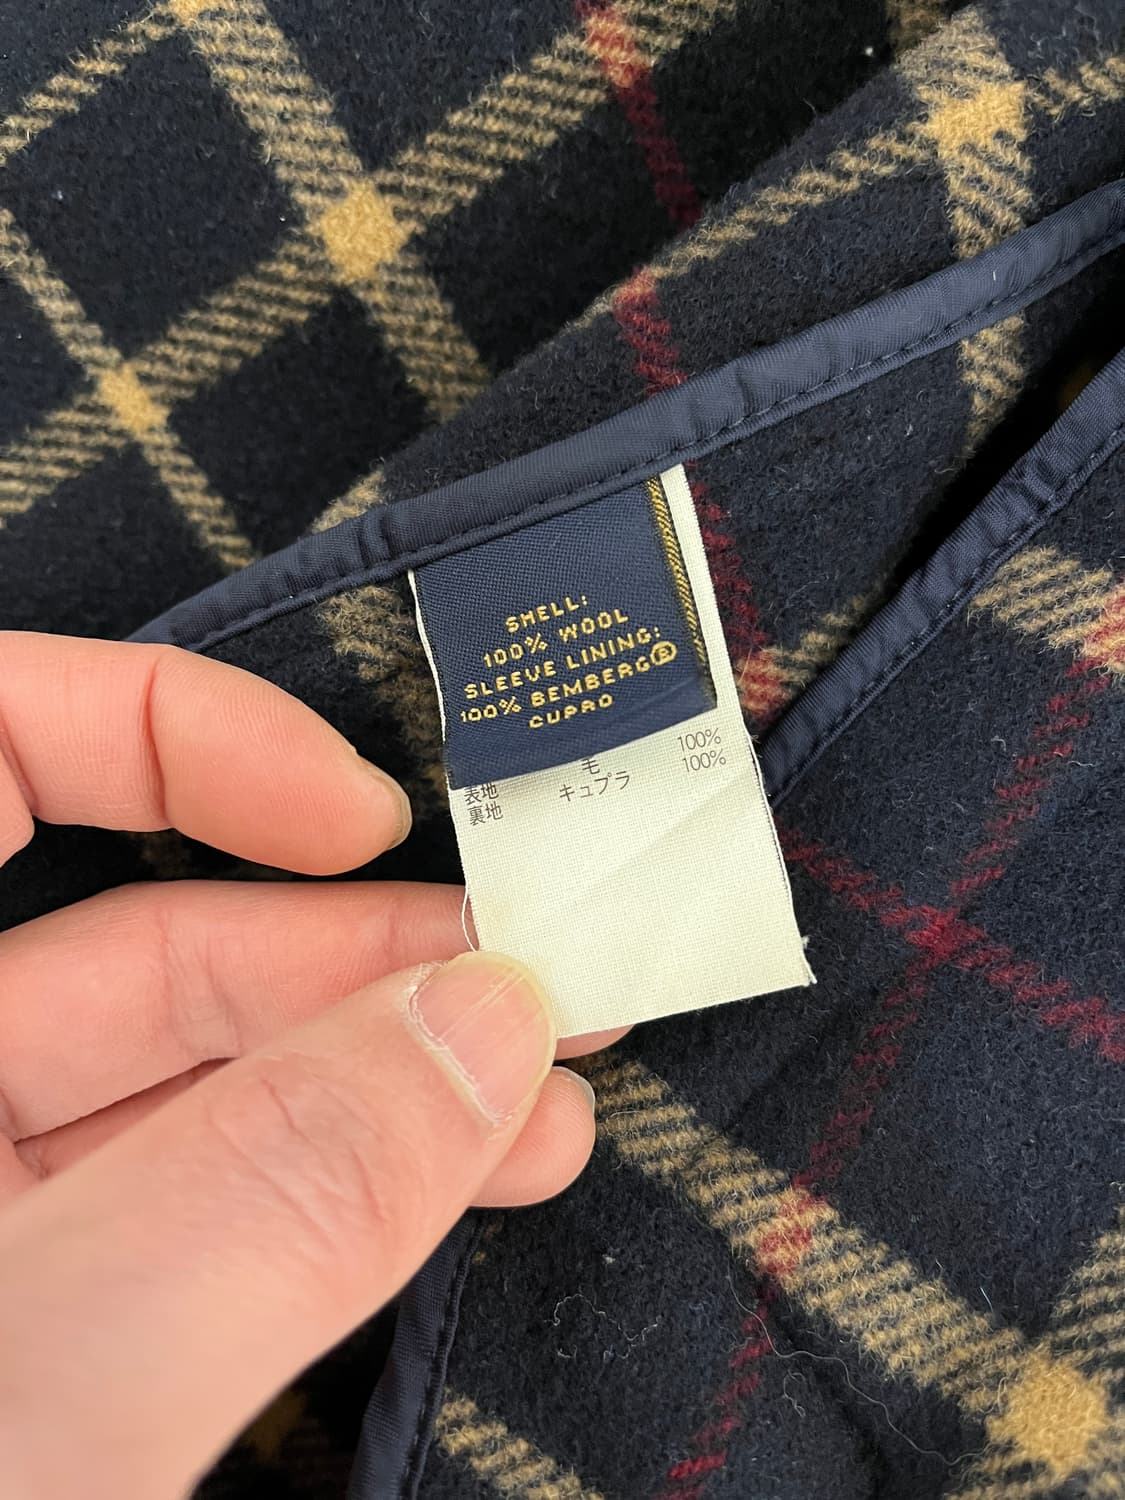 SHELL:
100% WOOL
SLEEVE LINING:
100% BEMBERG®
CUPRO
表地 毛 100%
裏地 キュプラ 100%